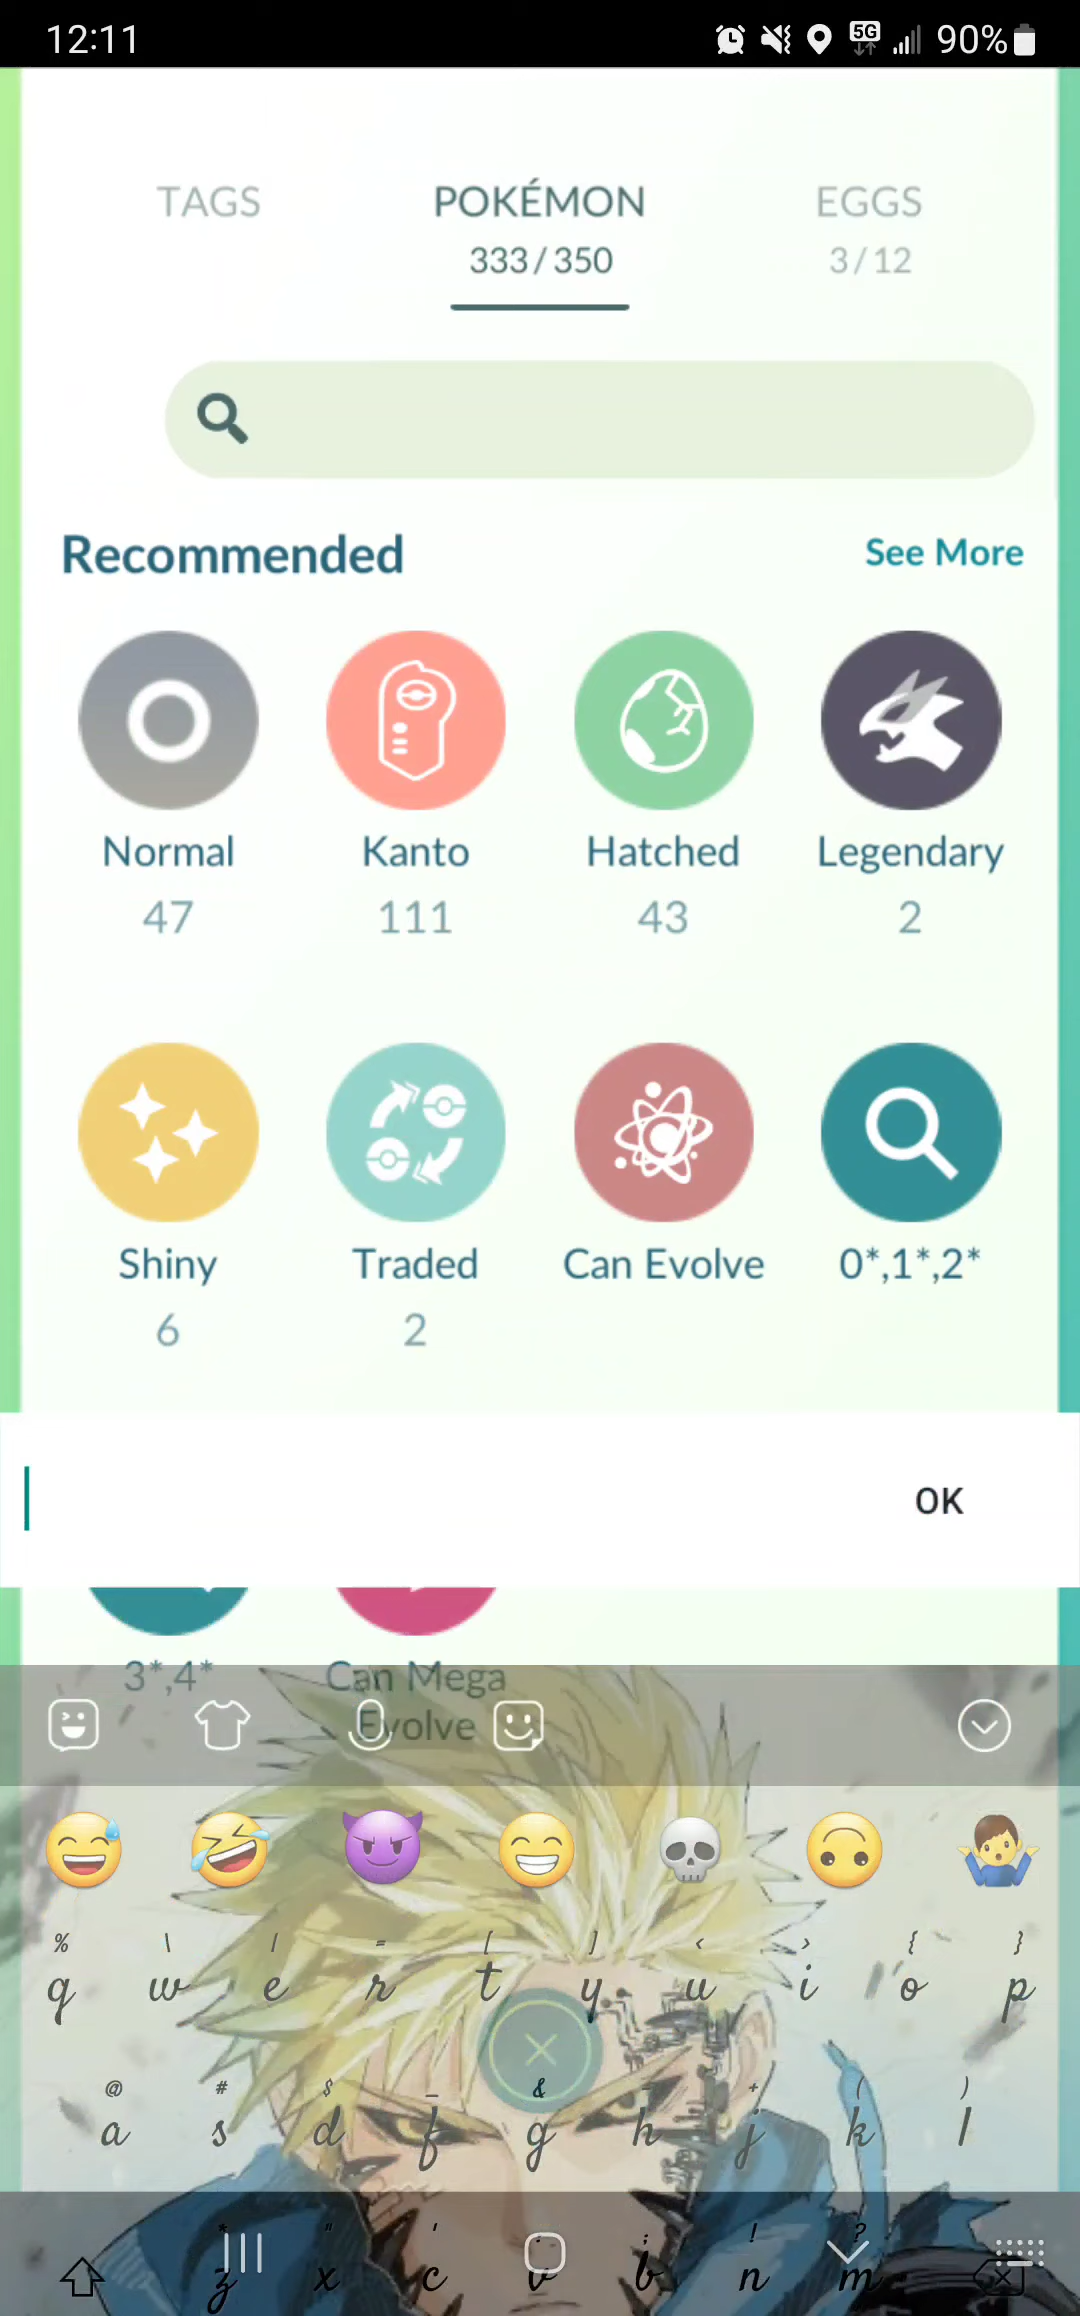 12:11 5G 90%
TAGS POKÉMON EGGS
333/350 3/12
Recommended See More
Normal Kanto Hatched Legendary
47 111 43 2
Shiny Traded Can Evolve 0*,1*,2*
6 2
OK
3*,4* Can Mega
Evolve
% \ | = [ ] < > { }
q w e r t y u i o p
@ # $ _ & - + ( )
a s d f g h j k l
* " ' : ; ! ?
z x c v b n m